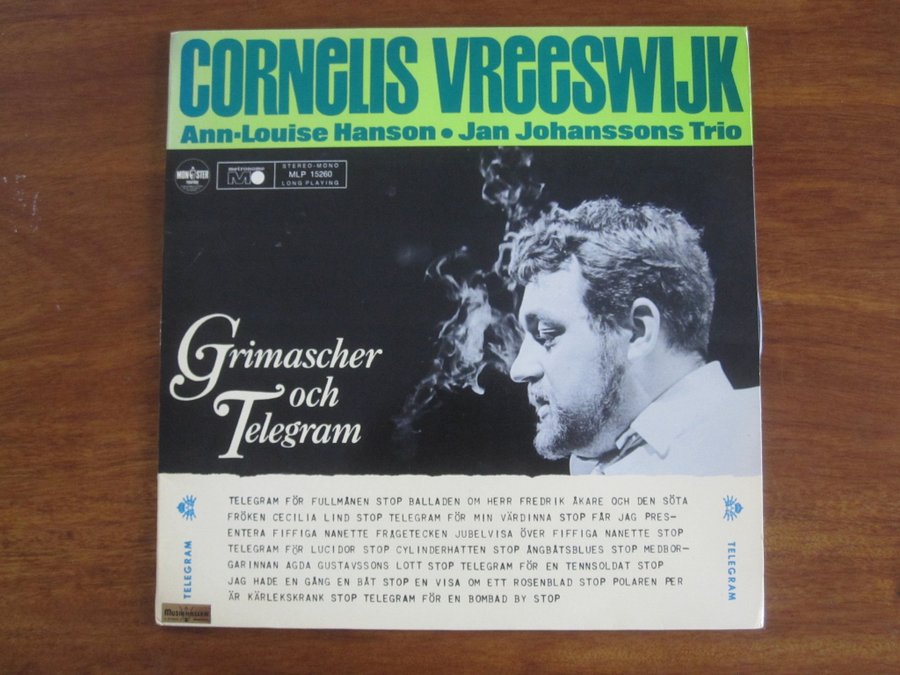 CORNELIS VREESWIJK
Ann-Louise Hanson • Jan Johanssons Trio
MONSTER
metronome
STEREO-MONO
MLP 15260
LONG PLAYING
Grimascher
och
Telegram
TELEGRAM FÖR FULLMÅNEN STOP BALLADEN OM HERR FREDRIK ÅKARE OCH DEN SÖTA
FRÖKEN CECILIA LIND STOP TELEGRAM FÖR MIN VÄRDINNA STOP FÅR JAG PRES-
ENTERA FIFFIGA NANETTE FRÅGETECKEN JUBELVISA ÖVER FIFFIGA NANETTE STOP
TELEGRAM FÖR LUCIDOR STOP CYLINDERHATTEN STOP ÅNGBÅTSBLUES STOP MEDBOR-
GARINNAN AGDA GUSTAVSSONS LOTT STOP TELEGRAM FÖR EN TENNSOLDAT STOP
JAG HADE EN GÅNG EN BÅT STOP EN VISA OM ETT ROSENBLAD STOP POLAREN PER
ÄR KÄRLEKSKRANK STOP TELEGRAM FÖR EN BOMBAD BY STOP
TELEGRAM
TELEGRAM
MUSIKHÄLLEN